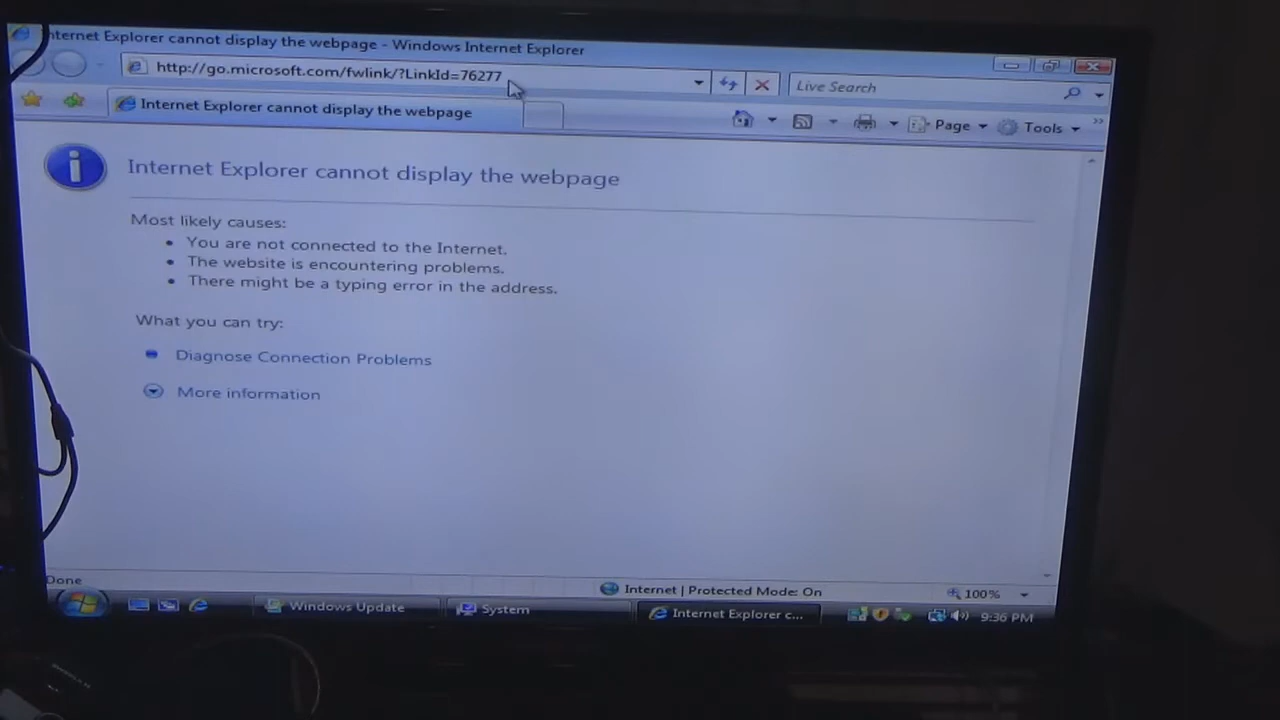 Internet Explorer cannot display the webpage - Windows Internet Explorer
http://go.microsoft.com/fwlink/?LinkId=76277
Live Search
Internet Explorer cannot display the webpage
Page
Tools
Internet Explorer cannot display the webpage
Most likely causes:
You are not connected to the Internet.
The website is encountering problems.
There might be a typing error in the address.
What you can try:
Diagnose Connection Problems
More information
Done
Internet | Protected Mode: On
100%
Windows Update
System
Internet Explorer c...
9:36 PM